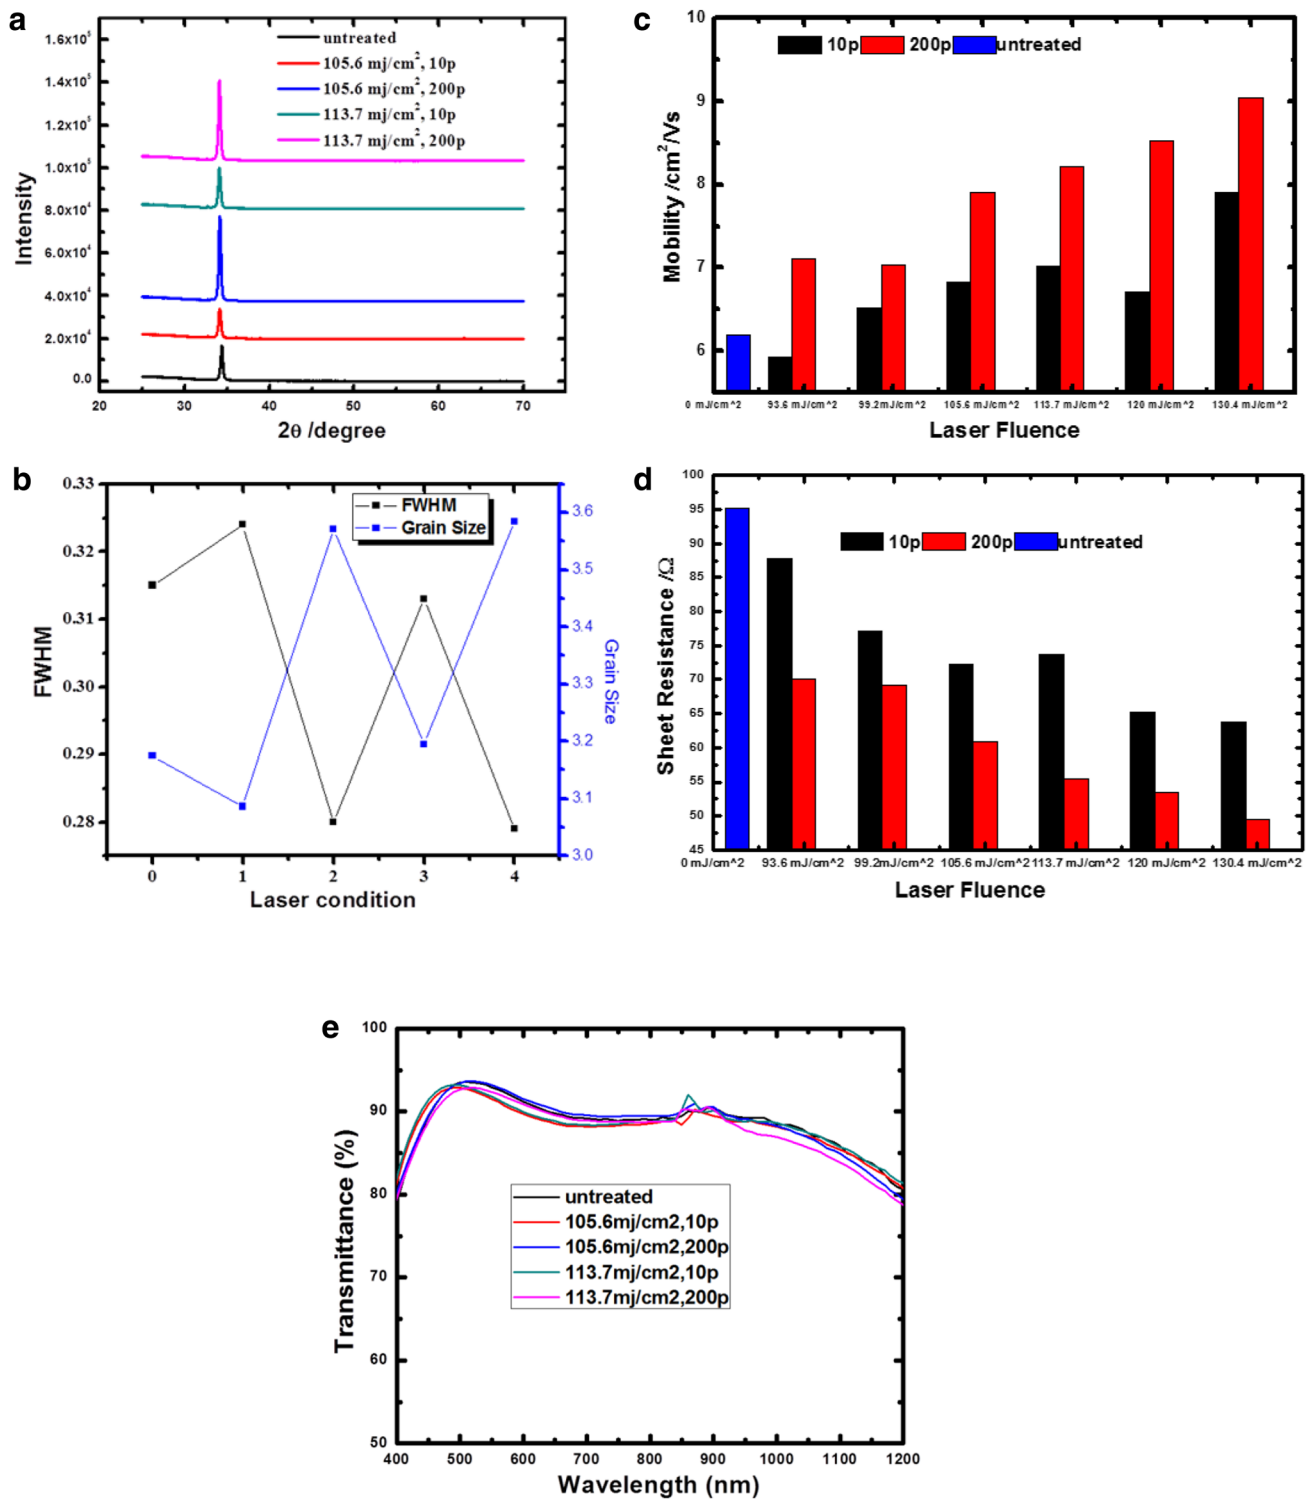 a
1.6x10⁵
1.4x10⁵
1.2x10⁵
1.0x10⁵
8.0x10⁴
6.0x10⁴
4.0x10⁴
2.0x10⁴
0.0
Intensity
untreated
105.6 mj/cm², 10p
105.6 mj/cm², 200p
113.7 mj/cm², 10p
113.7 mj/cm², 200p
20 30 40 50 60 70
2θ /degree
c
10
9
8
7
6
Mobility /cm²/Vs
10p 200p untreated
0 mJ/cm^2 93.6 mJ/cm^2 99.2mJ/cm^2 105.6 mJ/cm^2 113.7 mJ/cm^2 120 mJ/cm^2 130.4 mJ/cm^2
Laser Fluence
b
0.33
0.32
0.31
0.30
0.29
0.28
FWHM
FWHM
Grain Size
3.6
3.5
3.4
3.3
3.2
3.1
3.0
Grain Size
0 1 2 3 4
Laser condition
d
100
95
90
85
80
75
70
65
60
55
50
45
Sheet Resistance /Ω
10p 200p untreated
0 mJ/cm^2 93.6 mJ/cm^2 99.2mJ/cm^2 105.6 mJ/cm^2 113.7 mJ/cm^2 120 mJ/cm^2 130.4 mJ/cm^2
Laser Fluence
e
100
90
80
70
60
50
Transmittance (%)
untreated
105.6mj/cm2,10p
105.6mj/cm2,200p
113.7mj/cm2,10p
113.7mj/cm2,200p
400 500 600 700 800 900 1000 1100 1200
Wavelength (nm)